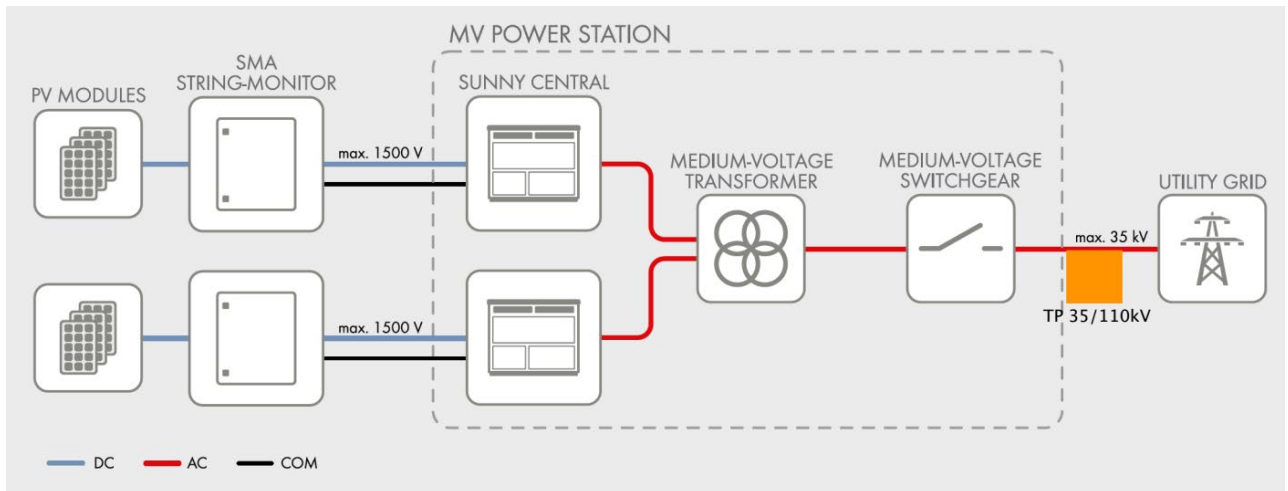 MV POWER STATION
SMA
STRING-MONITOR
PV MODULES
SUNNY CENTRAL
max. 1500 V
MEDIUM-VOLTAGE
TRANSFORMER
MEDIUM-VOLTAGE
SWITCHGEAR
UTILITY GRID
max. 35 kV
TP 35/110kV
max. 1500 V
DC
AC
COM